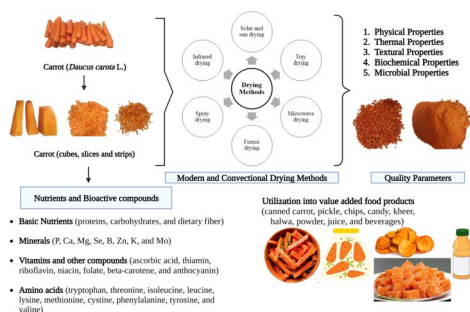 Carrot (Daucus carota L.)
Carrot (cubes, slices and strips)
Nutrients and Bioactive compounds
• Basic Nutrients (proteins, carbohydrates, and dietary fiber)
• Minerals (P, Ca, Mg, Se, B, Zn, K, and Mo)
• Vitamins and other compounds (ascorbic acid, thiamin,
riboflavin, niacin, folate, beta-carotene, and anthocyanin)
• Amino acids (tryptophan, threonine, isoleucine, leucine,
lysine, methionine, cystine, phenylalanine, tyrosine, and
valine)
Solar and
sun drying
Infrared
drying
Tray
drying
Drying
Methods
Spray
drying
Microwave
drying
Freeze
drying
Modern and Convectional Drying Methods
1. Physical Properties
2. Thermal Properties
3. Textural Properties
4. Biochemical Properties
5. Microbial Properties
Quality Parameters
Utilization into value added food products
(canned carrot, pickle, chips, candy, kheer,
halwa, powder, juice, and beverages)